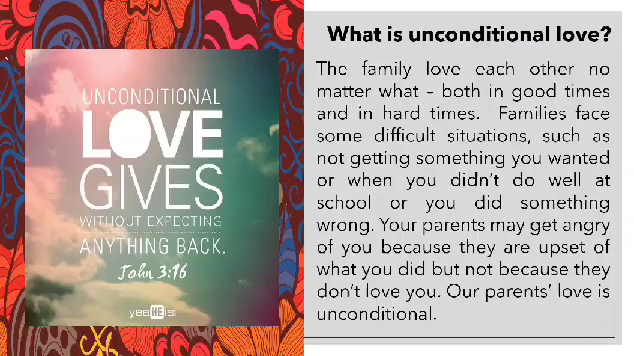 UNCONDITIONAL
LOVE
GIVES
WITHOUT EXPECTING
ANYTHING BACK.
John 3:16
yesHEis:
What is unconditional love?
The family love each other no
matter what – both in good times
and in hard times. Families face
some difficult situations, such as
not getting something you wanted
or when you didn't do well at
school or you did something
wrong. Your parents may get angry
of you because they are upset of
what you did but not because they
don't love you. Our parents' love is
unconditional.